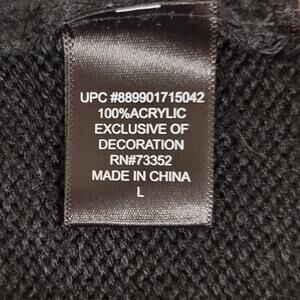 UPC #889901715042
100%ACRYLIC
EXCLUSIVE OF
DECORATION
RN#73352
MADE IN CHINA
L